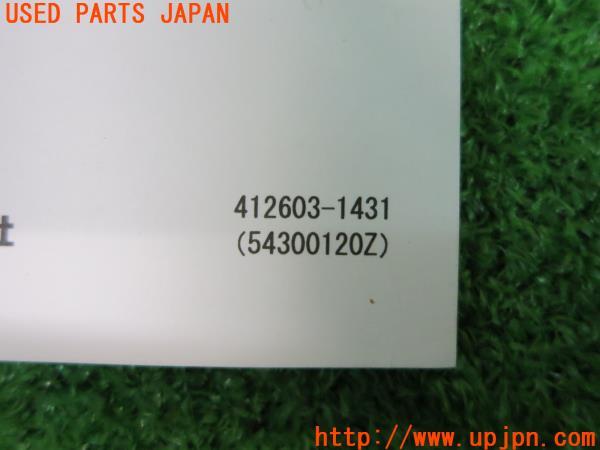 USED PARTS JAPAN
412603-1431
(54300120Z)
http://www.upjpn.com